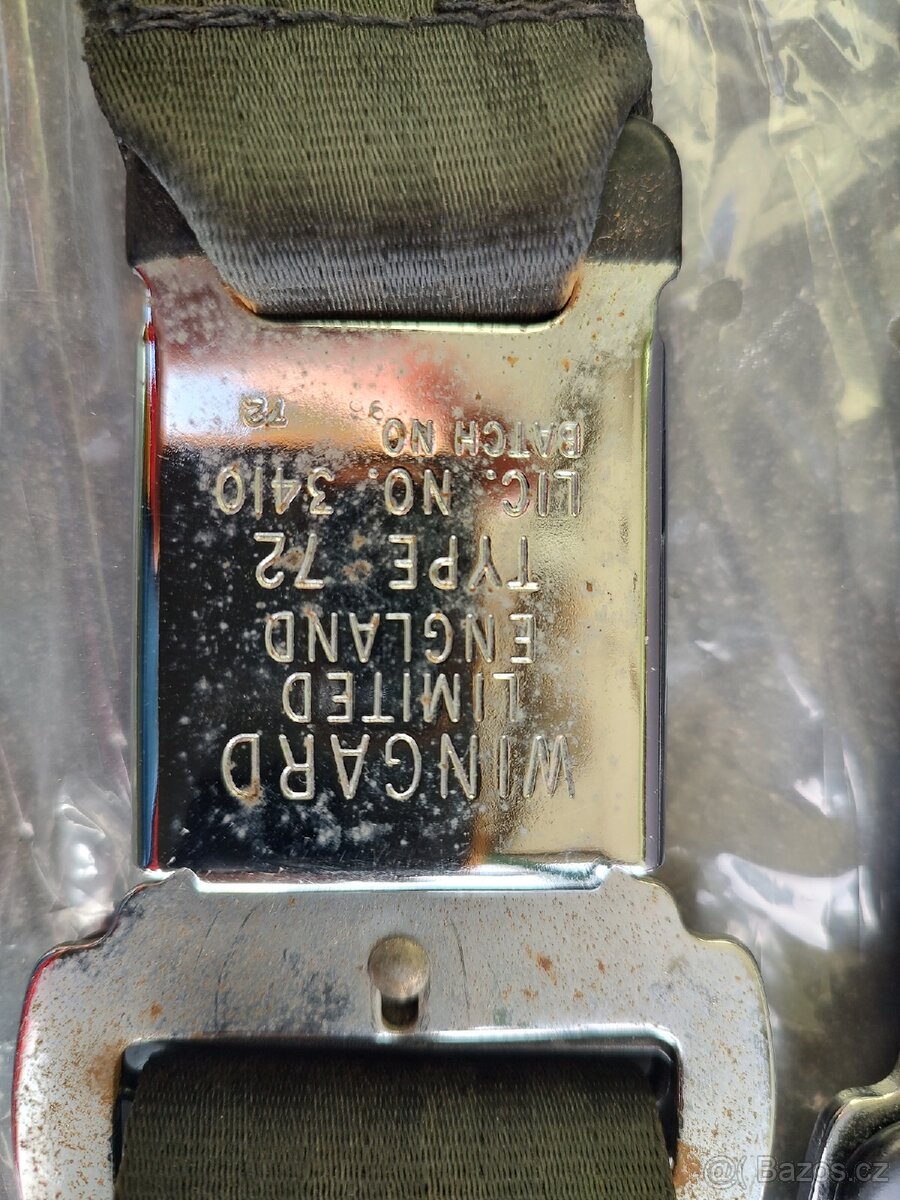 WINGARD
LIMITED
ENGLAND
TYPE 72
LIC. NO. 3410
BATCH NO
72
@( Bazos.cz